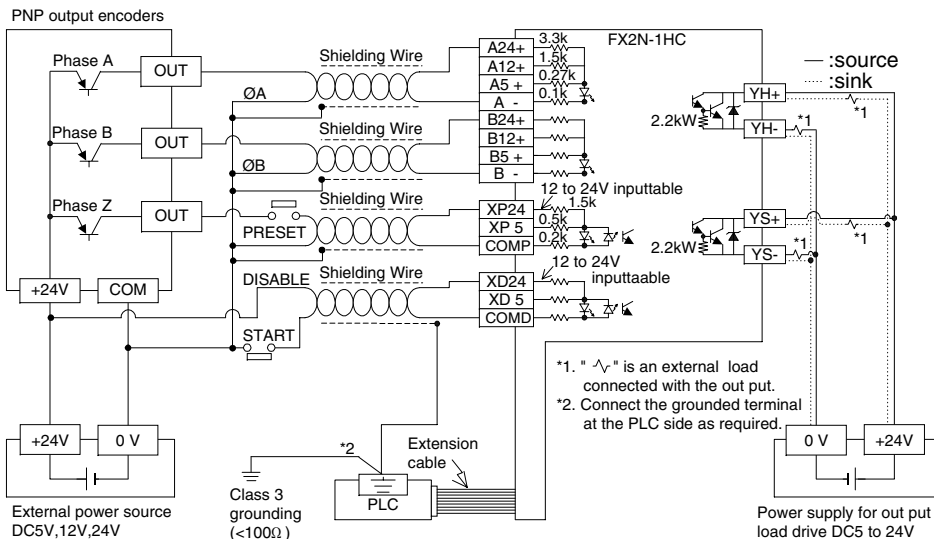 PNP output encoders
Phase A
OUT
Phase B
OUT
Phase Z
OUT
+24V
COM
ØA
ØB
PRESET
DISABLE
START
Shielding Wire
Shielding Wire
Shielding Wire
Shielding Wire
A24+
A12+
A5 +
A -
B24+
B12+
B5 +
B -
XP24
XP 5
COMP
XD24
XD 5
COMD
3.3k
1.5k
0.27k
0.1k
12 to 24V inputtable
1.5k
0.5k
0.2k
12 to 24V
inputtaable
FX2N-1HC
:source
:sink
2.2kW
YH+
YH-
*1
*1
2.2kW
YS+
YS-
*1
*1
*1. " " is an external load
connected with the out put.
*2. Connect the grounded terminal
at the PLC side as required.
+24V
0 V
External power source
DC5V,12V,24V
*2
Class 3
grounding
(<100Ω )
PLC
Extension
cable
0 V
+24V
Power supply for out put
load drive DC5 to 24V